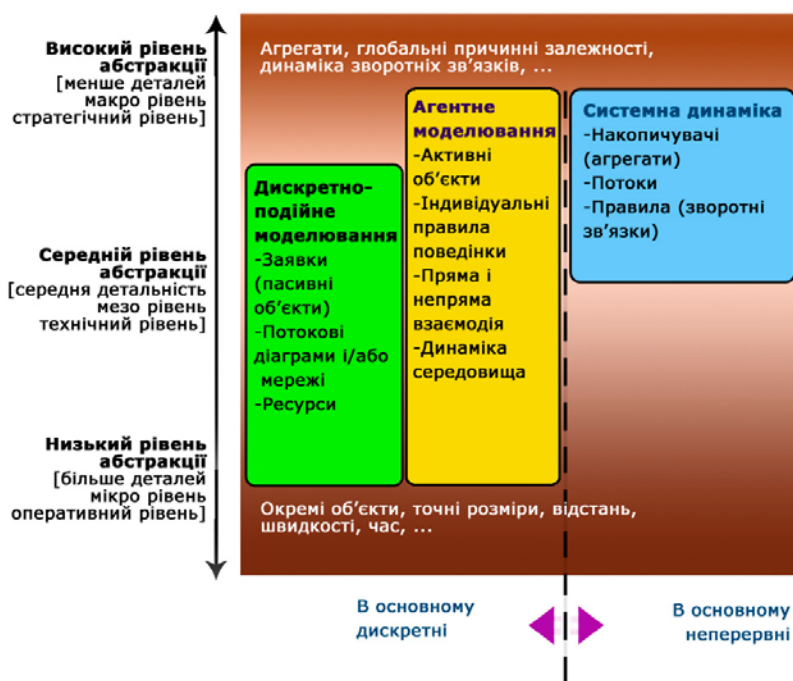 Високий рівень
абстракції
[менше деталей
макро рівень
стратегічний рівень]
Агрегати, глобальні причинні залежності,
динаміка зворотніх зв'язків, ...
Дискретно-
подійне
моделювання
-Заявки
(пасивні
об'єкти)
-Потокові
діаграми і/або
мережі
-Ресурси
Агентне
моделювання
-Активні
об'єкти
-Індивідуальні
правила
поведінки
-Пряма і
непряма
взаємодія
-Динаміка
середовища
Системна динаміка
-Накопичувачі
(агрегати)
-Потоки
-Правила (зворотні
зв'язки)
Середній рівень
абстракції
[середня детальність
мезо рівень
технічний рівень]
Низький рівень
абстракції
[більше деталей
мікро рівень
оперативний рівень]
Окремі об'єкти, точні розміри, відстань,
швидкості, час, ...
В основному
дискретні
В основному
неперервні